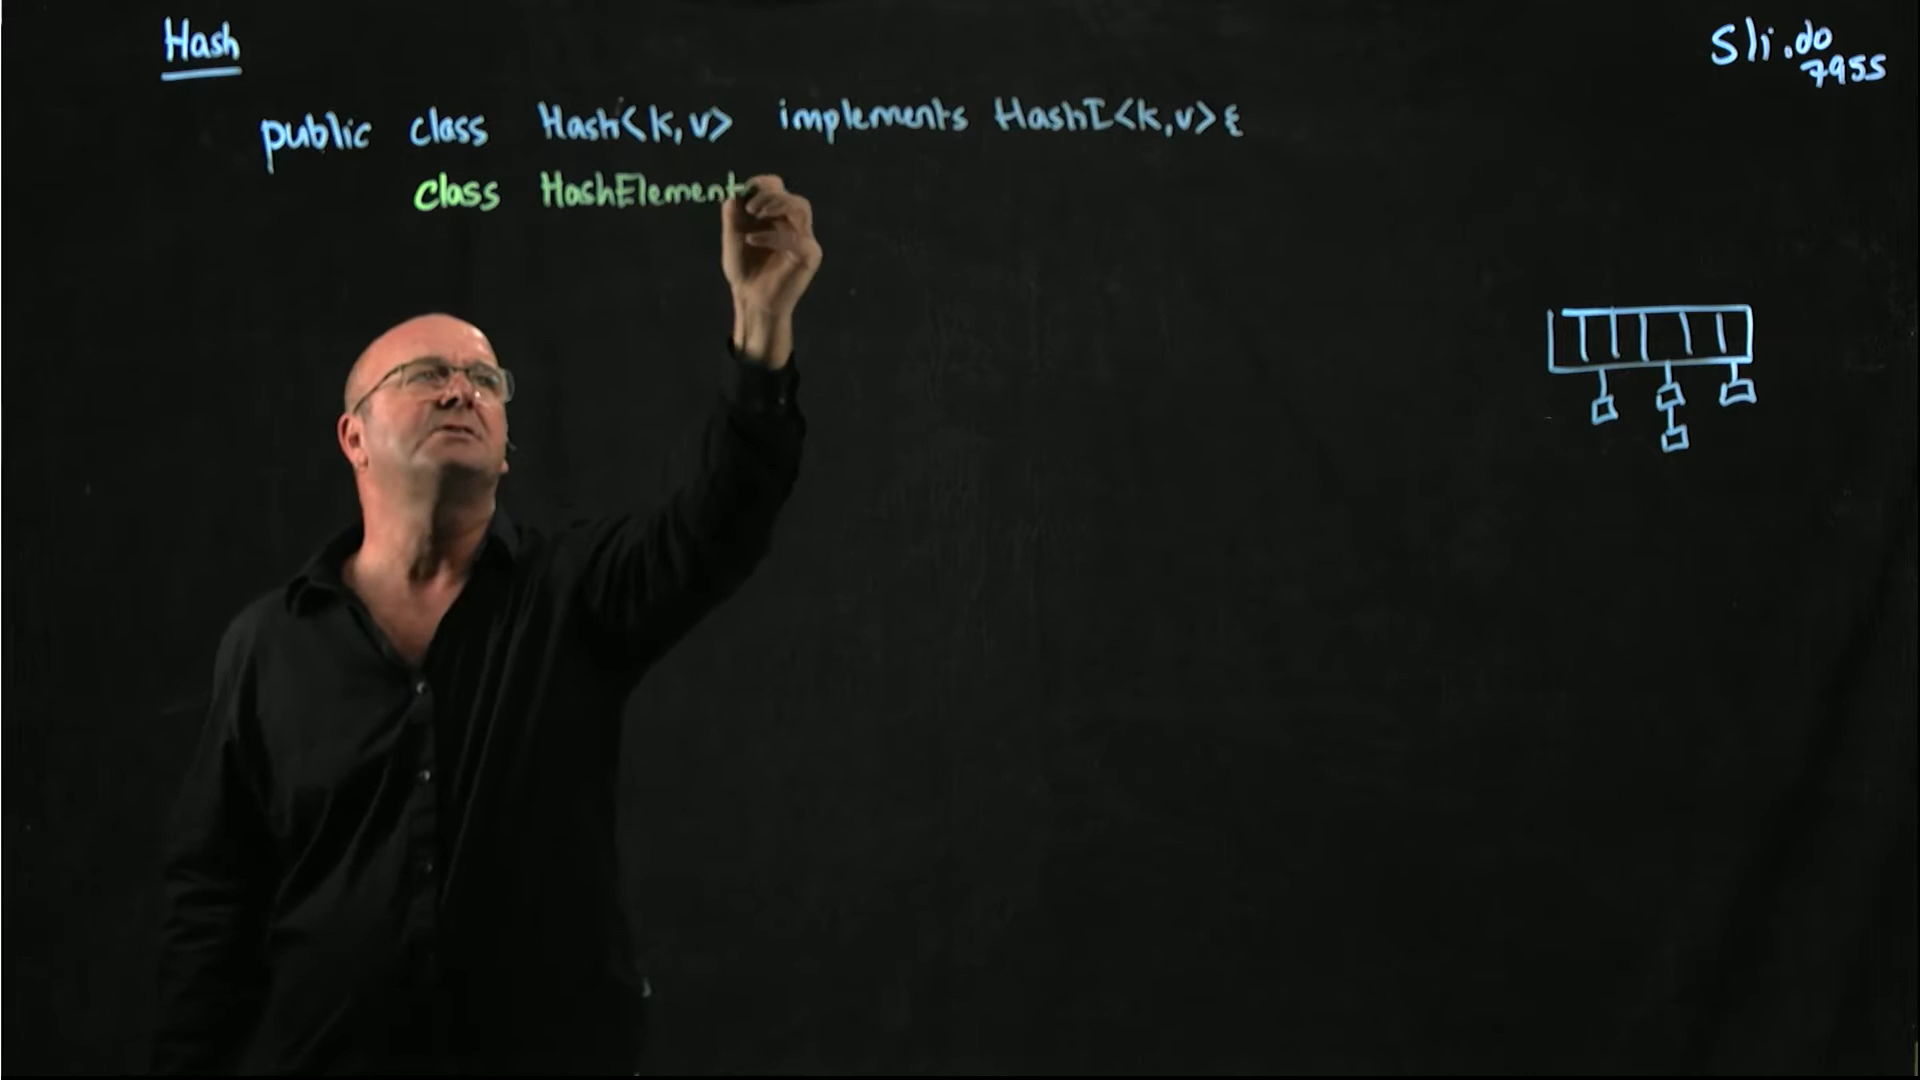 Hash
Sli.do
7955
public class Hash<k,v> implements HashI<k,v>{
class HashElement